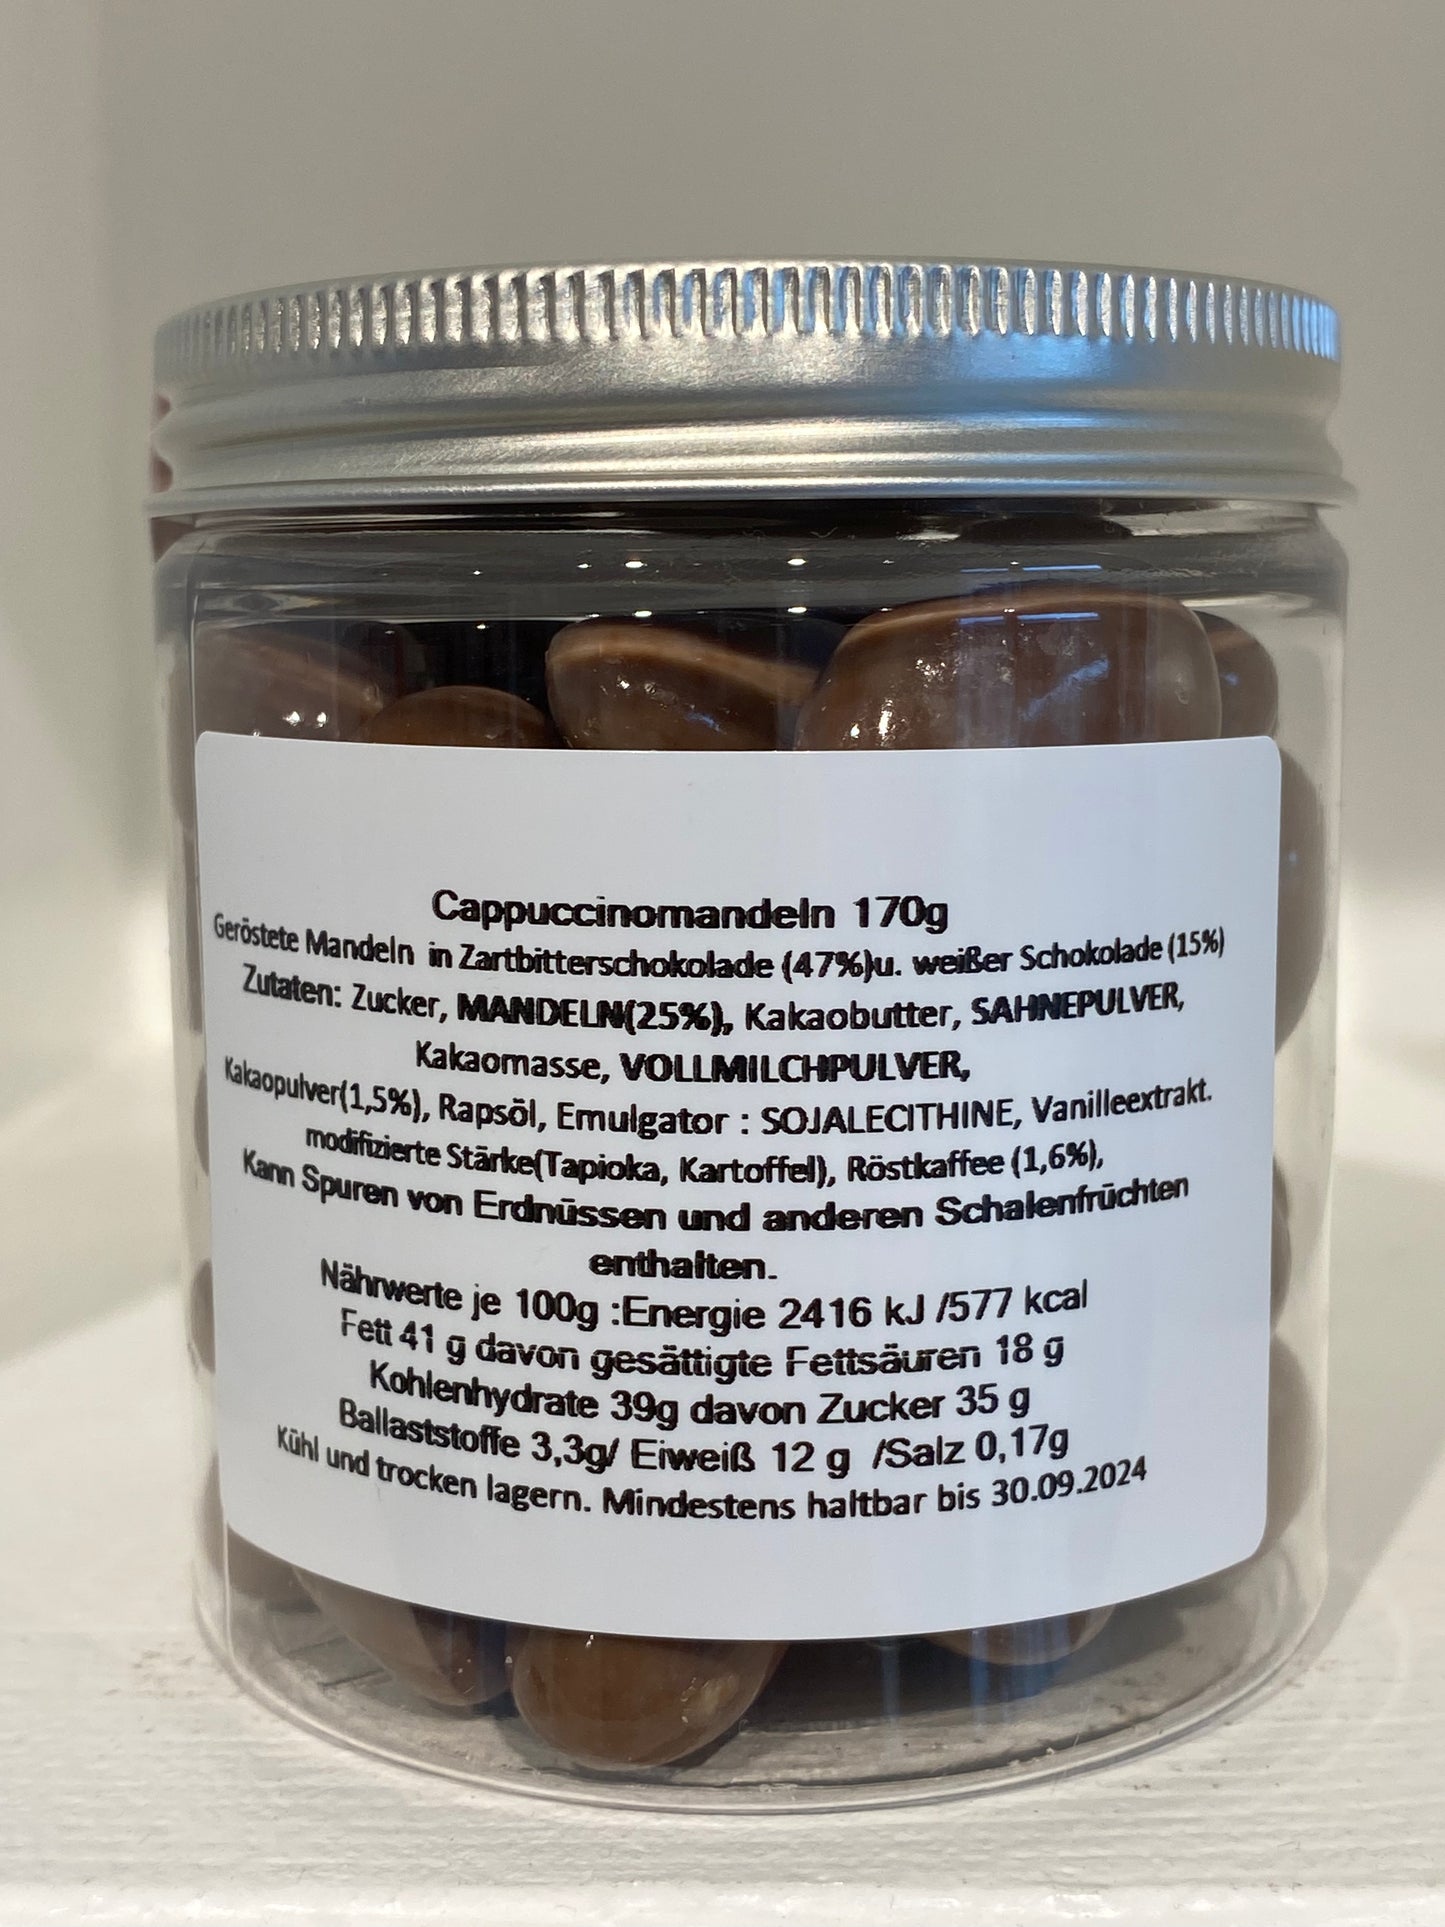 Cappuccinomandeln 170g
Geröstete Mandeln in Zartbitterschokolade (47%)u. weißer Schokolade (15%)
Zutaten: Zucker, MANDELN(25%), Kakaobutter, SAHNEPULVER,
Kakaomasse, VOLLMILCHPULVER,
Kakaopulver(1,5%), Rapsöl, Emulgator : SOJALECITHINE, Vanilleextrakt.
modifizierte Stärke(Tapioka, Kartoffel), Röstkaffee (1,6%),
Kann Spuren von Erdnüssen und anderen Schalenfrüchten
enthalten.
Nährwerte je 100g :Energie 2416 kJ /577 kcal
Fett 41 g davon gesättigte Fettsäuren 18 g
Kohlenhydrate 39g davon Zucker 35 g
Ballaststoffe 3,3g/ Eiweiß 12 g /Salz 0,17g
Kühl und trocken lagern. Mindestens haltbar bis 30.09.2024